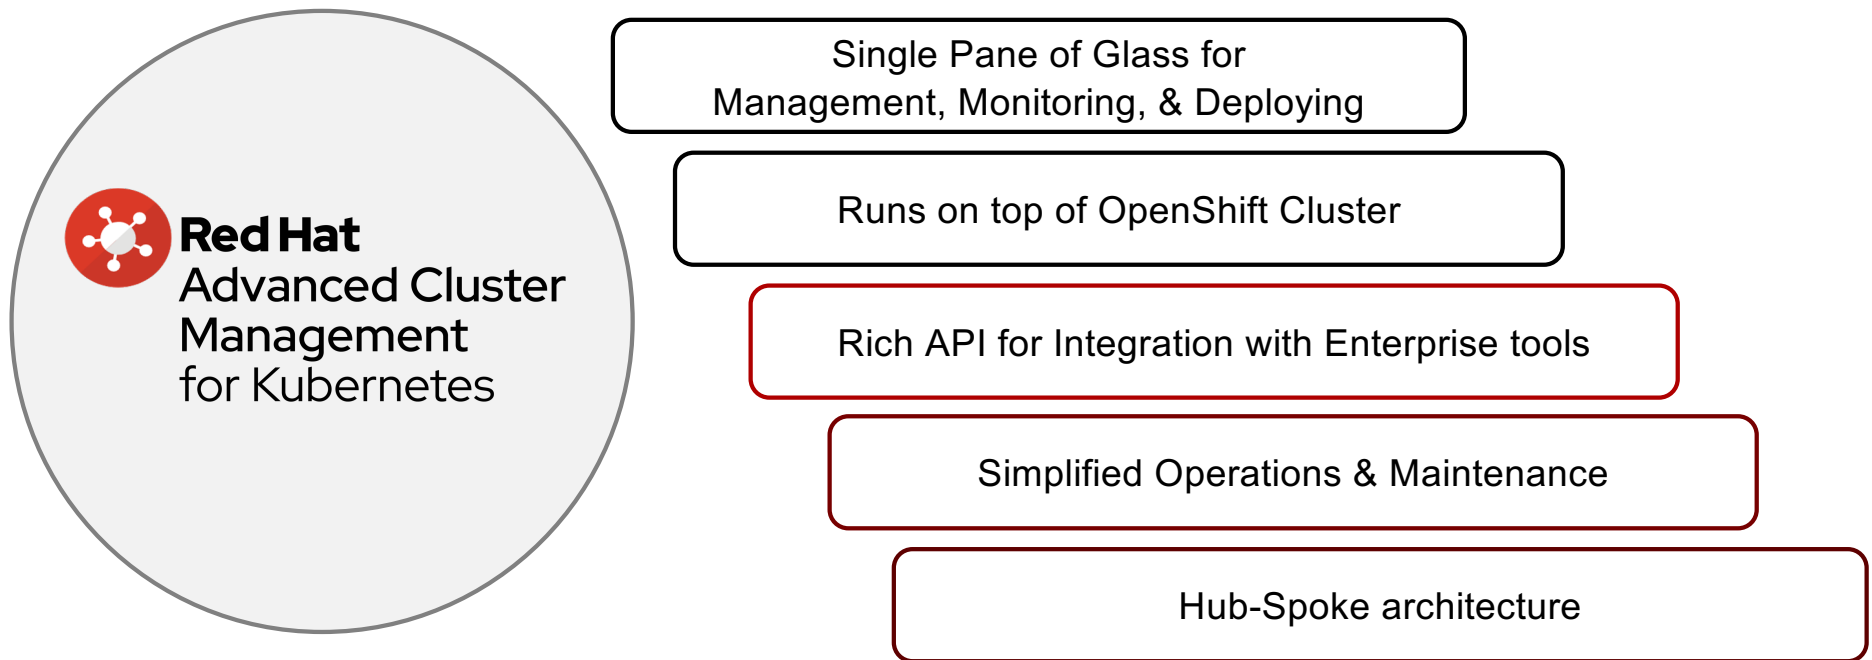 Single Pane of Glass for
Management, Monitoring, & Deploying
Runs on top of OpenShift Cluster
Red Hat
Advanced Cluster
Management
for Kubernetes
Rich API for Integration with Enterprise tools
Simplified Operations & Maintenance
Hub-Spoke architecture